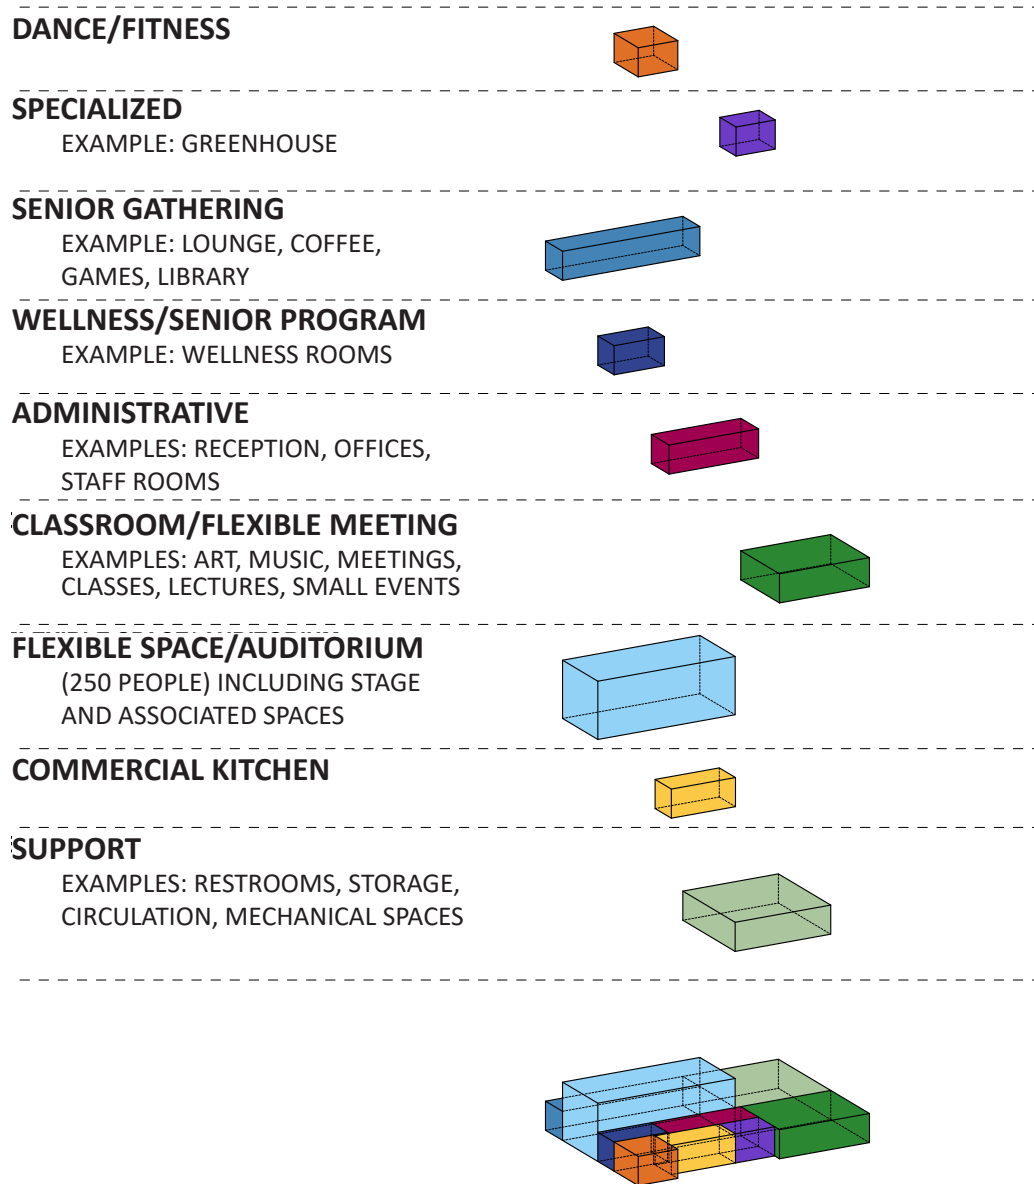 DANCE/FITNESS
SPECIALIZED
EXAMPLE: GREENHOUSE
SENIOR GATHERING
EXAMPLE: LOUNGE, COFFEE,
GAMES, LIBRARY
WELLNESS/SENIOR PROGRAM
EXAMPLE: WELLNESS ROOMS
ADMINISTRATIVE
EXAMPLES: RECEPTION, OFFICES,
STAFF ROOMS
CLASSROOM/FLEXIBLE MEETING
EXAMPLES: ART, MUSIC, MEETINGS,
CLASSES, LECTURES, SMALL EVENTS
FLEXIBLE SPACE/AUDITORIUM
(250 PEOPLE) INCLUDING STAGE
AND ASSOCIATED SPACES
COMMERCIAL KITCHEN
SUPPORT
EXAMPLES: RESTROOMS, STORAGE,
CIRCULATION, MECHANICAL SPACES